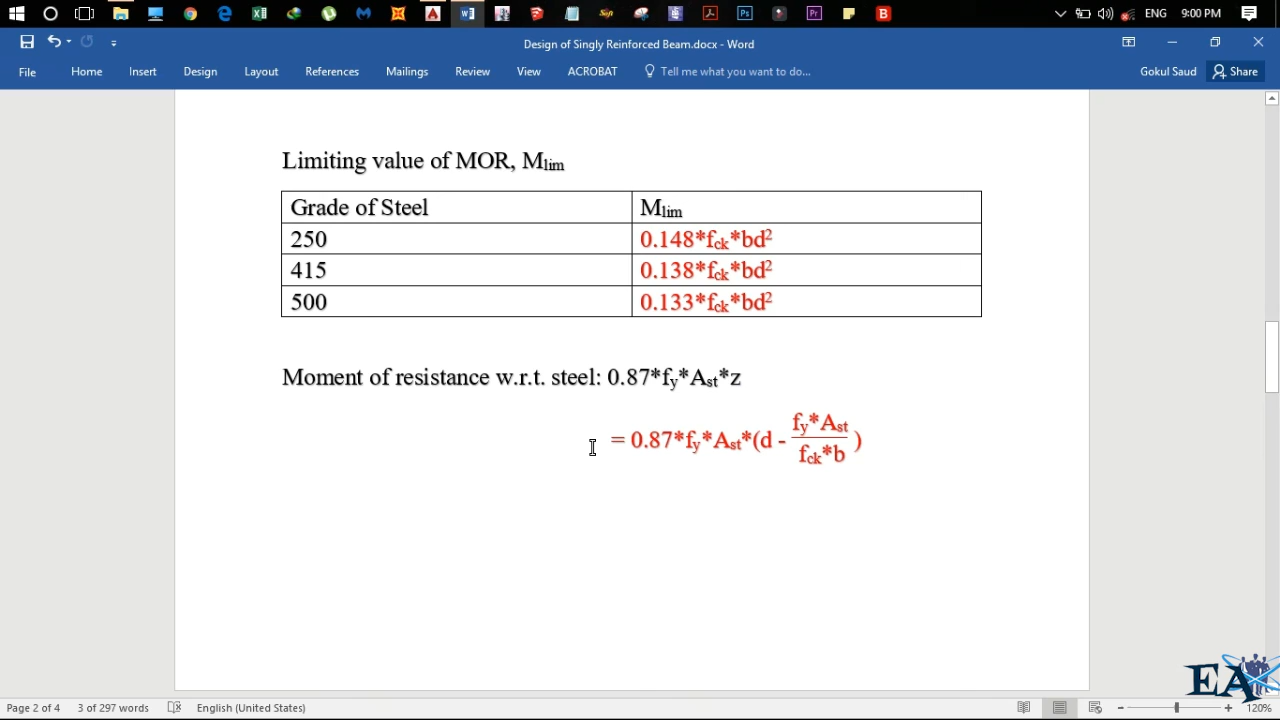 ENG 9:00 PM
Design of Singly Reinforced Beam.docx - Word
File Home Insert Design Layout References Mailings Review View ACROBAT Tell me what you want to do... Gokul Saud Share
Limiting value of MOR, Mlim
Grade of Steel Mlim
250 0.148*fck*bd²
415 0.138*fck*bd²
500 0.133*fck*bd²
Moment of resistance w.r.t. steel: 0.87*fy*Ast*z
= 0.87*fy*Ast*(d - fy*Ast / fck*b )
EA
Page 2 of 4 3 of 297 words English (United States) 120%